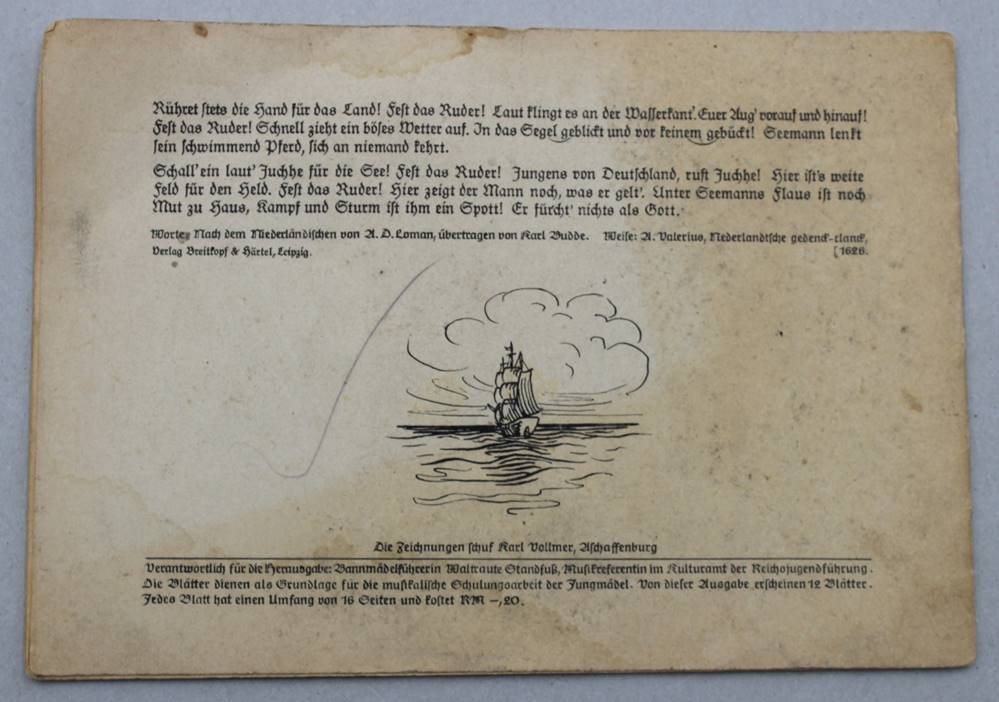 Rühret stets die Hand für das Land! Fest das Ruder! Laut klingt es an der Wasserkant'. Euer Aug' vorauf und hinauf!
Fest das Ruder! Schnell zieht ein böses Wetter auf. In das Segel geblickt und vor keinem gebückt! Seemann lenkt
sein schwimmend Pferd, sich an niemand kehrt.
Schall' ein laut' Juchhe für die See! Fest das Ruder! Jungens von Deutschland, ruft Juchhe! Hier ist's weite
Feld für den Held. Fest das Ruder! Hier zeigt der Mann noch, was er gelt'. Unter Seemanns Flaus ist noch
Mut zu Haus, Kampf und Sturm ist ihm ein Spott! Er fürcht' nichts als Gott.
Worte: Nach dem Niederländischen von A. D. Loman, übertragen von Karl Budde. Weise: A. Valerius, Nederlandtsche gedenck-clanck,
Verlag Breitkopf & Härtel, Leipzig. [1626.
Die Zeichnungen schuf Karl Vollmer, Aschaffenburg
Verantwortlich für die Herausgabe: Bannmädelführerin Waltraute Standfuß, Musikreferentin im Kulturamt der Reichsjugendführung.
Die Blätter dienen als Grundlage für die musikalische Schulungsarbeit der Jungmädel. Von dieser Ausgabe erscheinen 12 Blätter.
Jedes Blatt hat einen Umfang von 16 Seiten und kostet RM –,20.